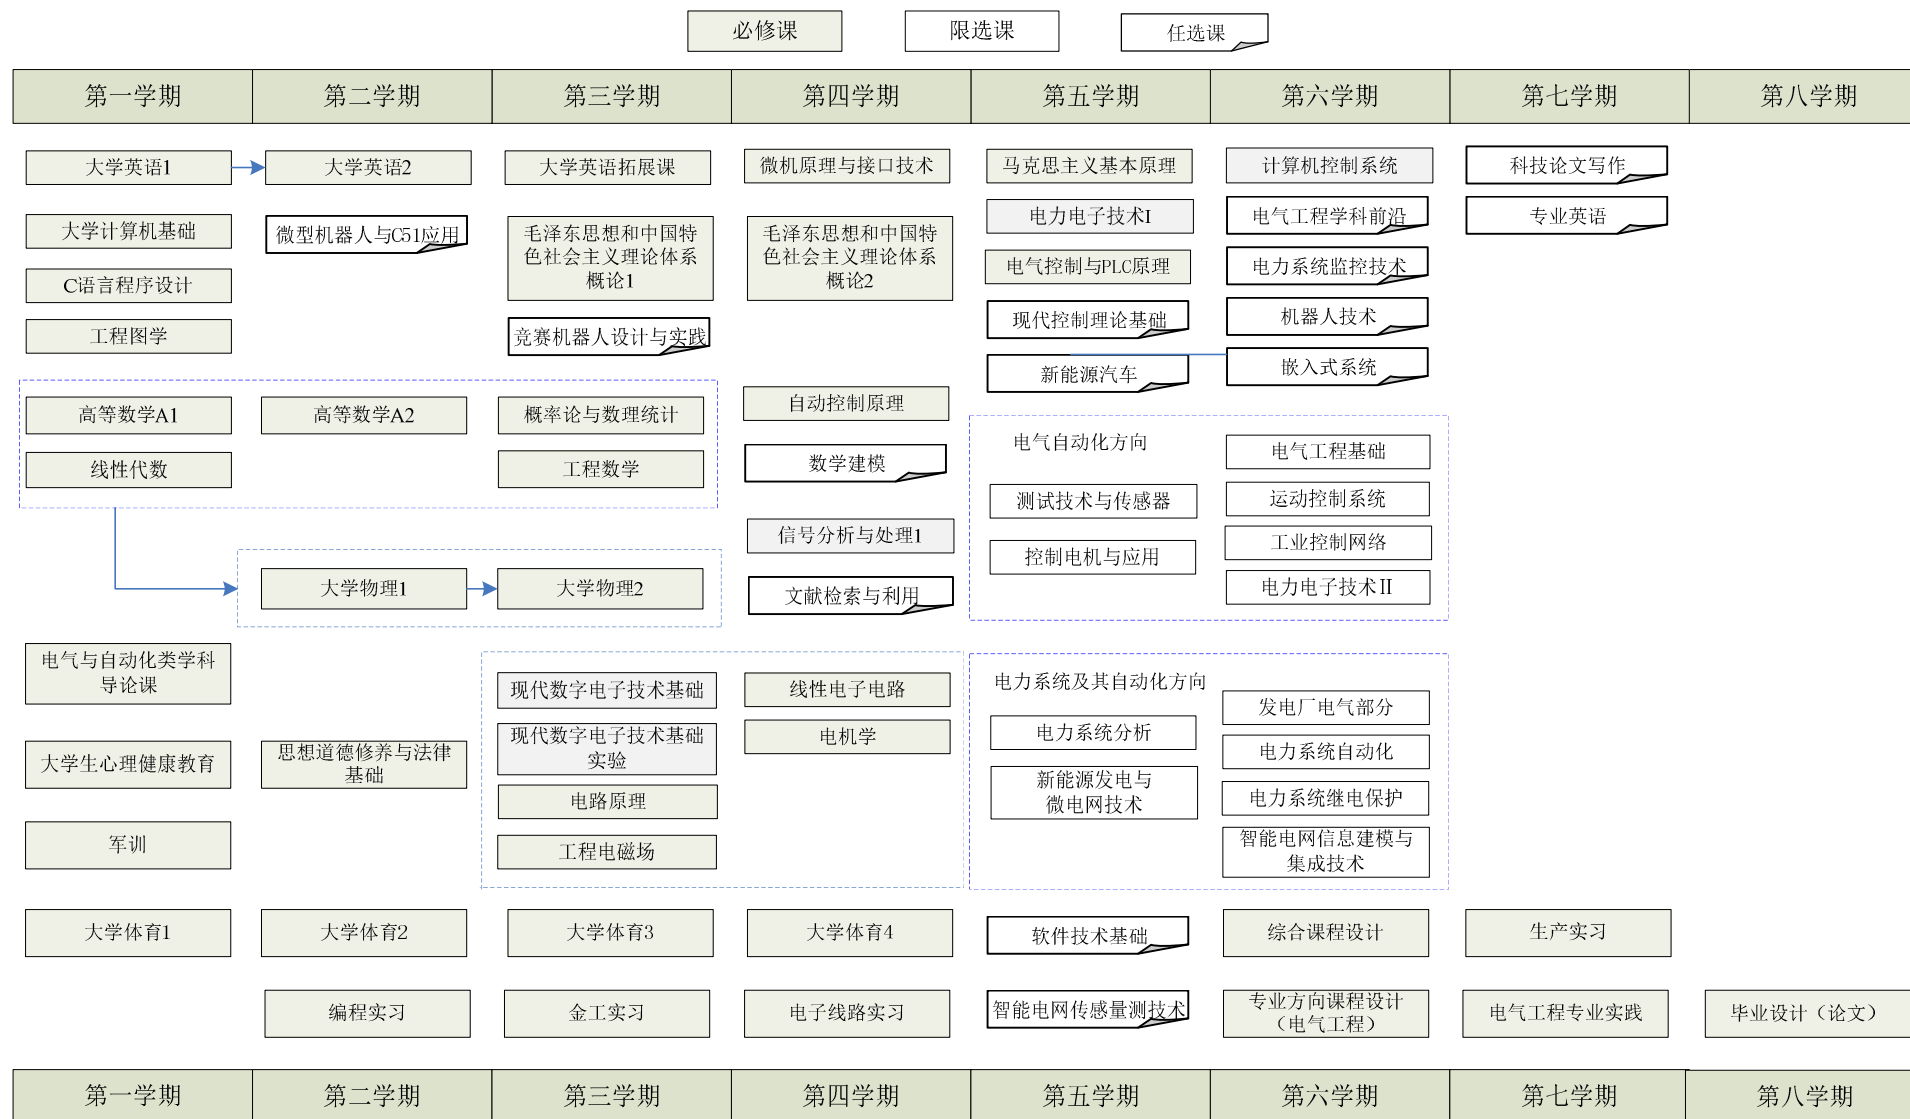 必修课
限选课
任选课
第一学期
第二学期
第三学期
第四学期
第五学期
第六学期
第七学期
第八学期
大学英语1
大学英语2
大学英语拓展课
微机原理与接口技术
马克思主义基本原理
计算机控制系统
科技论文写作
大学计算机基础
微型机器人与C51应用
毛泽东思想和中国特
色社会主义理论体系
概论1
毛泽东思想和中国特
色社会主义理论体系
概论2
电力电子技术I
电气工程学科前沿
专业英语
C语言程序设计
电气控制与PLC原理
电力系统监控技术
工程图学
竞赛机器人设计与实践
现代控制理论基础
机器人技术
新能源汽车
嵌入式系统
高等数学A1
高等数学A2
概率论与数理统计
自动控制原理
线性代数
工程数学
数学建模
电气自动化方向
电气工程基础
测试技术与传感器
运动控制系统
信号分析与处理1
控制电机与应用
工业控制网络
大学物理1
大学物理2
文献检索与利用
电力电子技术Ⅱ
电气与自动化类学科
导论课
现代数字电子技术基础
线性电子电路
电力系统及其自动化方向
发电厂电气部分
现代数字电子技术基础
实验
电机学
电力系统分析
电力系统自动化
大学生心理健康教育
思想道德修养与法律
基础
电路原理
新能源发电与
微电网技术
电力系统继电保护
军训
工程电磁场
智能电网信息建模与
集成技术
大学体育1
大学体育2
大学体育3
大学体育4
软件技术基础
综合课程设计
生产实习
编程实习
金工实习
电子线路实习
智能电网传感量测技术
专业方向课程设计
（电气工程）
电气工程专业实践
毕业设计（论文）
第一学期
第二学期
第三学期
第四学期
第五学期
第六学期
第七学期
第八学期